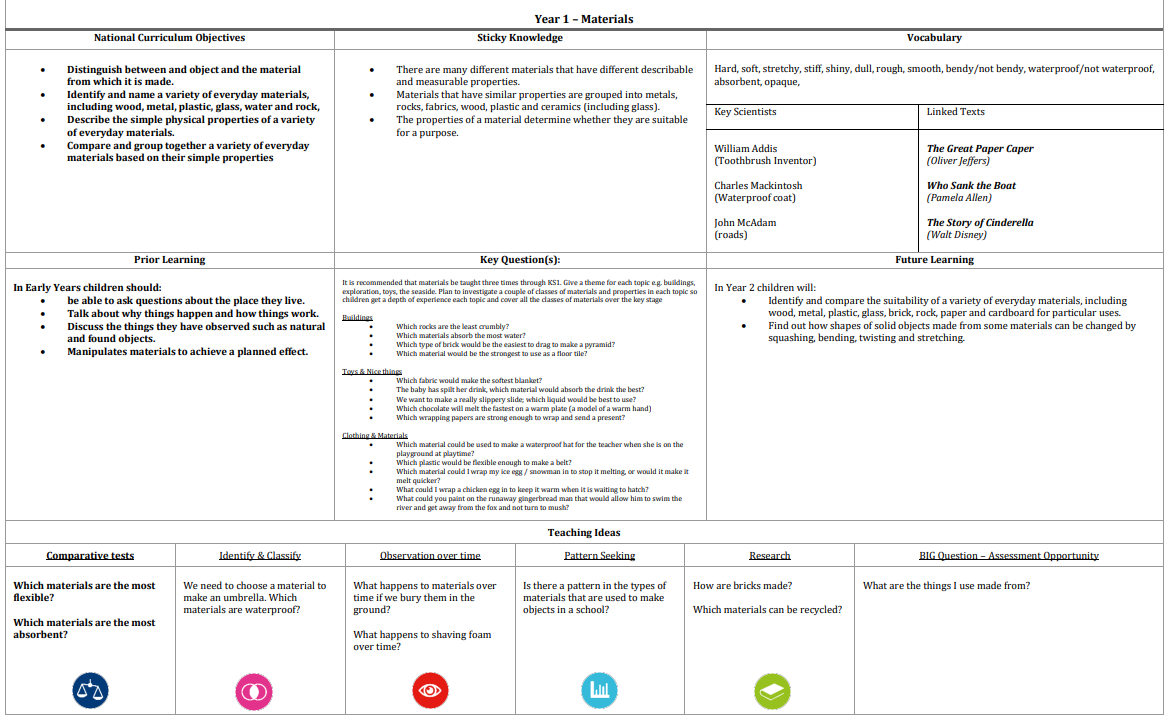 Year 1 – Materials
National Curriculum Objectives
Sticky Knowledge
Vocabulary
• Distinguish between and object and the material
from which it is made.
• Identify and name a variety of everyday materials,
including wood, metal, plastic, glass, water and rock,
• Describe the simple physical properties of a variety
of everyday materials.
• Compare and group together a variety of everyday
materials based on their simple properties
• There are many different materials that have different describable
and measurable properties.
• Materials that have similar properties are grouped into metals,
rocks, fabrics, wood, plastic and ceramics (including glass).
• The properties of a material determine whether they are suitable
for a purpose.
Hard, soft, stretchy, stiff, shiny, dull, rough, smooth, bendy/not bendy, waterproof/not waterproof,
absorbent, opaque,
Key Scientists
Linked Texts
William Addis
(Toothbrush Inventor)
Charles Mackintosh
(Waterproof coat)
John McAdam
(roads)
The Great Paper Caper
(Oliver Jeffers)
Who Sank the Boat
(Pamela Allen)
The Story of Cinderella
(Walt Disney)
Prior Learning
Key Question(s):
Future Learning
In Early Years children should:
• be able to ask questions about the place they live.
• Talk about why things happen and how things work.
• Discuss the things they have observed such as natural
and found objects.
• Manipulates materials to achieve a planned effect.
It is recommended that materials be taught three times through KS1. Give a theme for each topic e.g. buildings,
exploration, toys, the seaside. Plan to investigate a couple of classes of materials and properties in each topic so
children get a depth of experience each topic and cover all the classes of materials over the key stage
Buildings
• Which rocks are the least crumbly?
• Which materials absorb the most water?
• Which type of brick would be the easiest to drag to make a pyramid?
• Which material would be the strongest to use as a floor tile?
Toys & Nice things
• Which fabric would make the softest blanket?
• The baby has spilt her drink, which material would absorb the drink the best?
• We want to make a really slippery slide; which liquid would be best to use?
• Which chocolate will melt the fastest on a warm plate (a model of a warm hand)
• Which wrapping papers are strong enough to wrap and send a present?
Clothing & Materials
• Which material could be used to make a waterproof hat for the teacher when she is on the
playground at playtime?
• Which plastic would be flexible enough to make a belt?
• Which material could I wrap my ice egg / snowman in to stop it melting, or would it make it
melt quicker?
• What could I wrap a chicken egg in to keep it warm when it is waiting to hatch?
• What could you paint on the runaway gingerbread man that would allow him to swim the
river and get away from the fox and not turn to mush?
In Year 2 children will:
• Identify and compare the suitability of a variety of everyday materials, including
wood, metal, plastic, glass, brick, rock, paper and cardboard for particular uses.
• Find out how shapes of solid objects made from some materials can be changed by
squashing, bending, twisting and stretching.
Teaching Ideas
Comparative tests
Identify & Classify
Observation over time
Pattern Seeking
Research
BIG Question – Assessment Opportunity
Which materials are the most
flexible?
Which materials are the most
absorbent?
We need to choose a material to
make an umbrella. Which
materials are waterproof?
What happens to materials over
time if we bury them in the
ground?
What happens to shaving foam
over time?
Is there a pattern in the types of
materials that are used to make
objects in a school?
How are bricks made?
Which materials can be recycled?
What are the things I use made from?